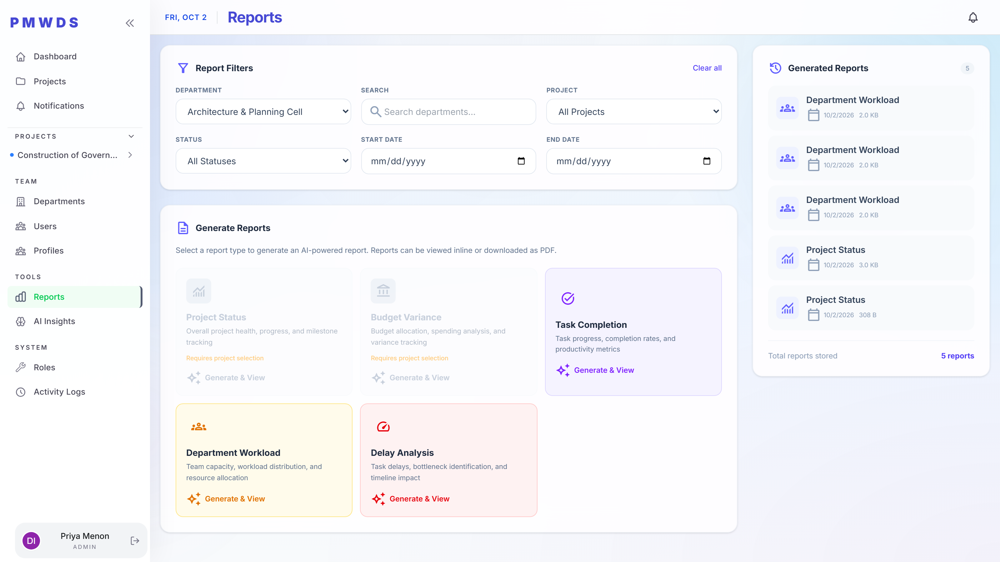 PMWDS
Dashboard
Projects
Notifications
PROJECTS
Construction of Govern...
TEAM
Departments
Users
Profiles
TOOLS
Reports
AI Insights
SYSTEM
Roles
Activity Logs
DI
Priya Menon
ADMIN
FRI, OCT 2
Reports
Report Filters
Clear all
DEPARTMENT
Architecture & Planning Cell
SEARCH
Search departments...
PROJECT
All Projects
STATUS
All Statuses
START DATE
mm/dd/yyyy
END DATE
mm/dd/yyyy
Generate Reports
Select a report type to generate an AI-powered report. Reports can be viewed inline or downloaded as PDF.
Project Status
Overall project health, progress, and milestone
tracking
Requires project selection
Generate & View
Budget Variance
Budget allocation, spending analysis, and
variance tracking
Requires project selection
Generate & View
Task Completion
Task progress, completion rates, and
productivity metrics
Generate & View
Department Workload
Team capacity, workload distribution, and
resource allocation
Generate & View
Delay Analysis
Task delays, bottleneck identification, and
timeline impact
Generate & View
Generated Reports
5
Department Workload
10/2/2026 2.0 KB
Department Workload
10/2/2026 2.0 KB
Department Workload
10/2/2026 2.0 KB
Project Status
10/2/2026 3.0 KB
Project Status
10/2/2026 308 B
Total reports stored
5 reports